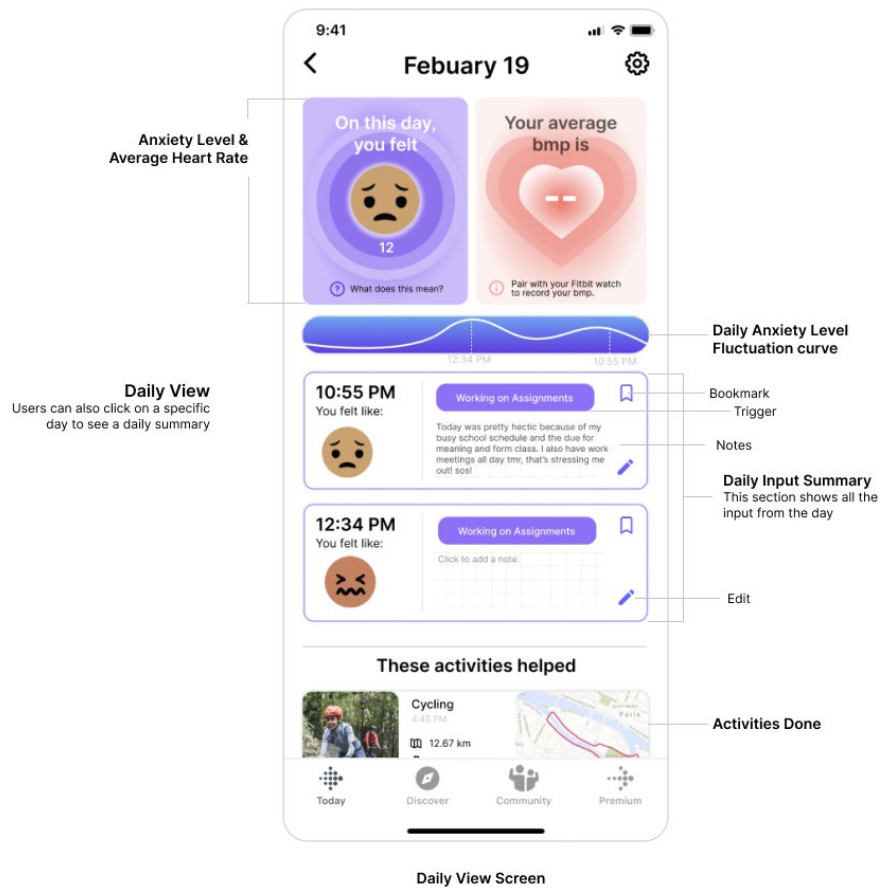 9:41
Febuary 19
Anxiety Level &
Average Heart Rate
On this day,
you felt
12
What does this mean?
Your average
bmp is
--
Pair with your Fitbit watch
to record your bmp.
12:34 PM
10:55 PM
Daily Anxiety Level
Fluctuation curve
Daily View
Users can also click on a specific
day to see a daily summary
10:55 PM
You felt like:
Working on Assignments
Today was pretty hectic because of my
busy school schedule and the due for
meaning and form class. I also have work
meetings all day tmr, that's stressing me
out! sos!
Bookmark
Trigger
Notes
Daily Input Summary
This section shows all the
input from the day
12:34 PM
You felt like:
Working on Assignments
Click to add a note.
Edit
These activities helped
Cycling
4:45 PM
12.67 km
Paris
Activities Done
Today
Discover
Community
Premium
Daily View Screen